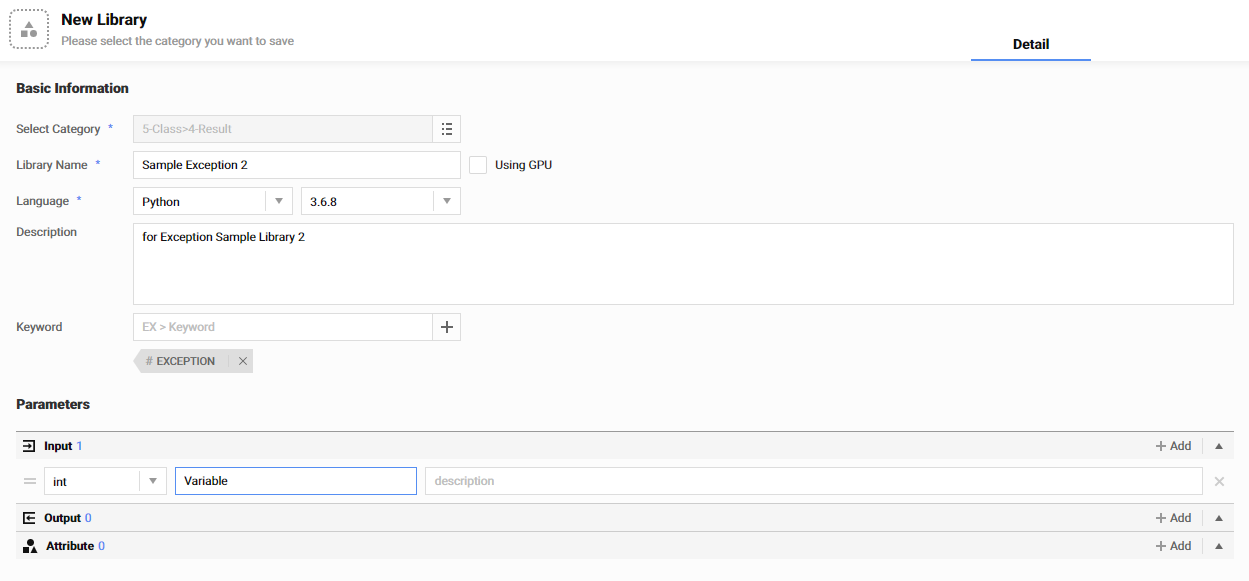 New Library
Please select the category you want to save
Detail
Basic Information
Select Category *
5-Class>4-Result
Library Name *
Sample Exception 2
Using GPU
Language *
Python
3.6.8
Description
for Exception Sample Library 2
Keyword
EX > Keyword
# EXCEPTION
Parameters
Input 1
+ Add
int
Variable
description
Output 0
+ Add
Attribute 0
+ Add